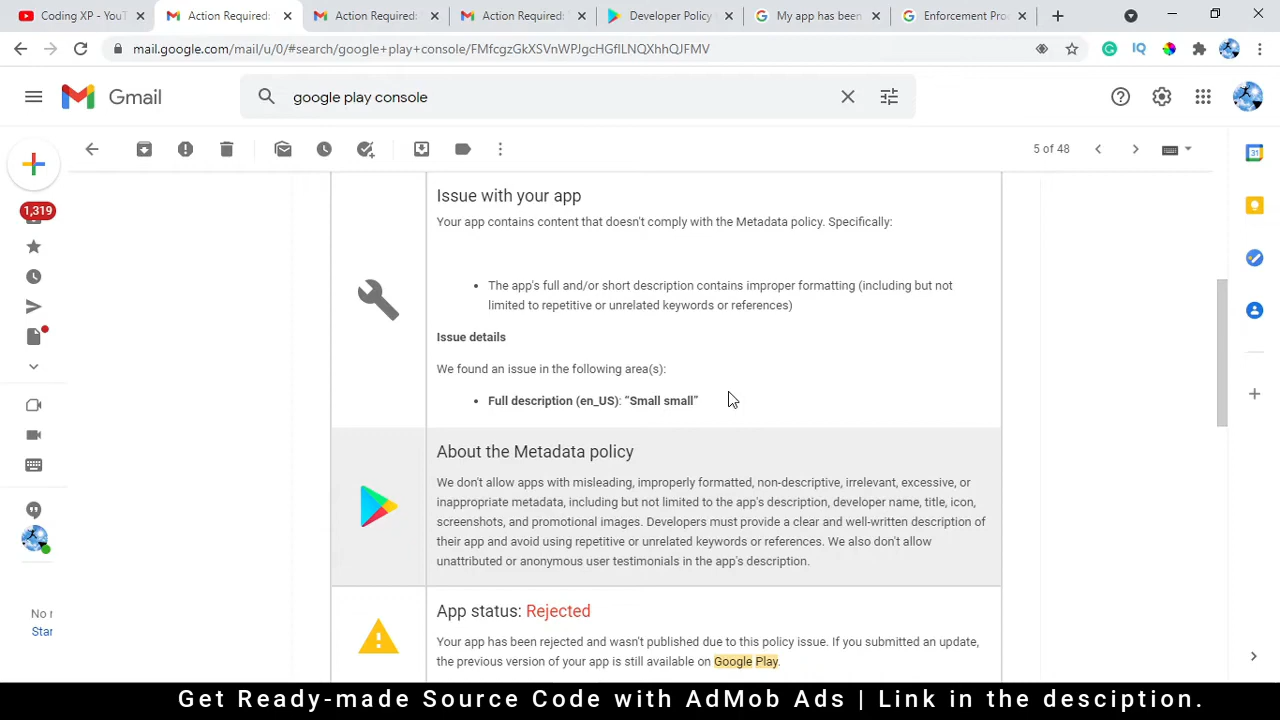 Coding XP - YouT
Action Required:
Action Required:
Action Required:
Developer Policy
My app has been
Enforcement Proc
mail.google.com/mail/u/0/#search/google+play+console/FMfcgzGkXSVnWPJgcHGflLNQXhhQJFMV
IQ
Gmail
google play console
5 of 48
1,319
31
Issue with your app
Your app contains content that doesn't comply with the Metadata policy. Specifically:
• The app's full and/or short description contains improper formatting (including but not
limited to repetitive or unrelated keywords or references)
Issue details
We found an issue in the following area(s):
• Full description (en_US): “Small small”
About the Metadata policy
We don't allow apps with misleading, improperly formatted, non-descriptive, irrelevant, excessive, or
inappropriate metadata, including but not limited to the app's description, developer name, title, icon,
screenshots, and promotional images. Developers must provide a clear and well-written description of
their app and avoid using repetitive or unrelated keywords or references. We also don't allow
unattributed or anonymous user testimonials in the app's description.
App status: Rejected
Your app has been rejected and wasn't published due to this policy issue. If you submitted an update,
the previous version of your app is still available on Google Play.
No r
Star
Get Ready-made Source Code with AdMob Ads | Link in the desciption.